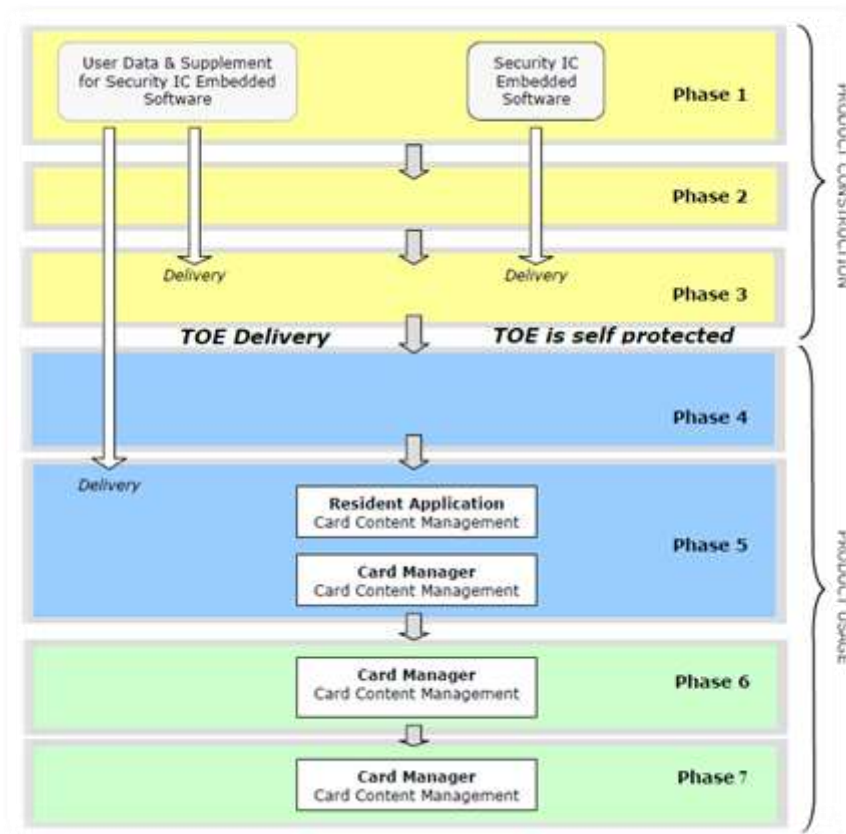 User Data & Supplement
for Security IC Embedded
Software
Security IC
Embedded
Software
Phase 1
PRODUCT CONSTRUCTION
Phase 2
Delivery
Delivery
Phase 3
TOE Delivery
TOE is self protected
Phase 4
Delivery
Resident Application
Card Content Management
Phase 5
Card Manager
Card Content Management
PRODUCT USAGE
Card Manager
Card Content Management
Phase 6
Card Manager
Card Content Management
Phase 7